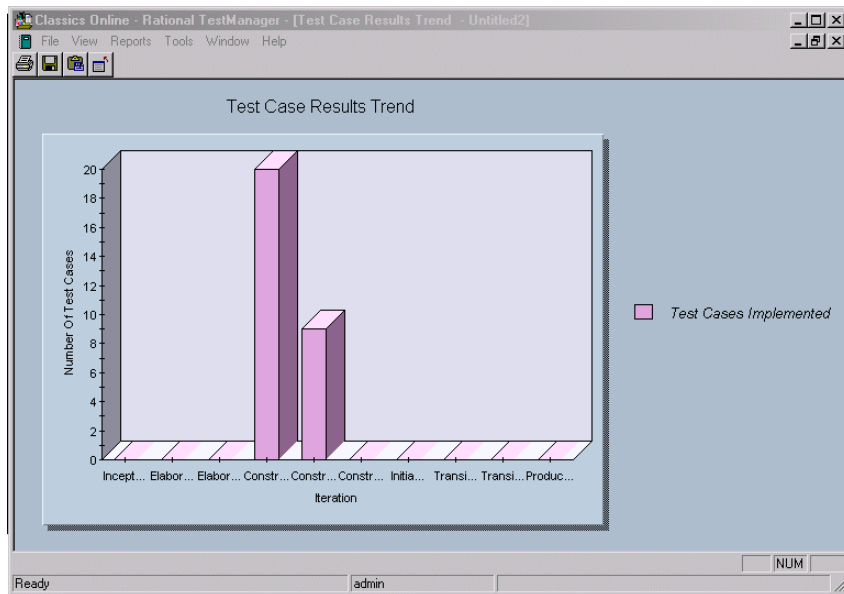 Classics Online - Rational TestManager - [Test Case Results Trend - Untitled2]
File View Reports Tools Window Help
Test Case Results Trend
20
18
16
14
12
10
8
6
4
2
0
Number Of Test Cases
Incept... Elabor... Elabor... Constr... Constr... Constr... Initia... Transi... Transi... Produc...
Iteration
Test Cases Implemented
NUM
Ready admin